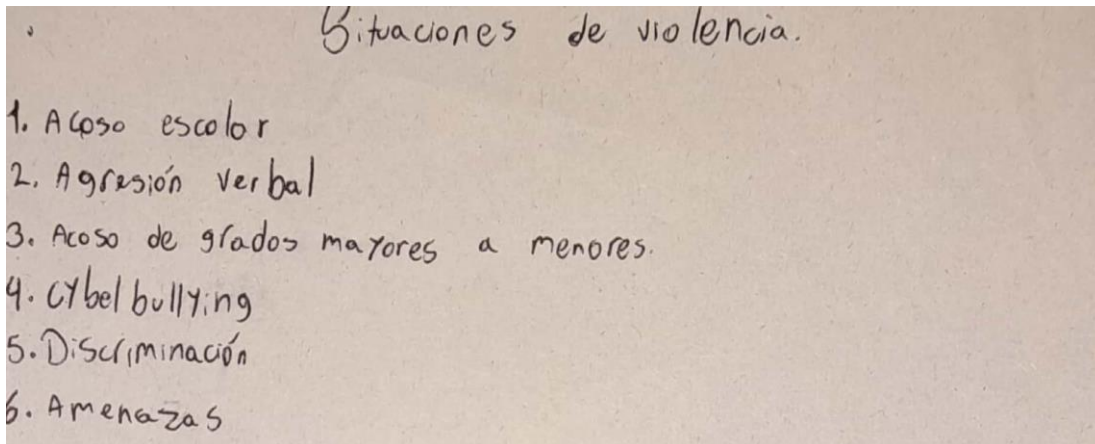 Situaciones de violencia.
1. Acoso escolar
2. Agresión verbal
3. Acoso de grados mayores a menores.
4. Cybelbullying
5. Discriminación
6. Amenazas